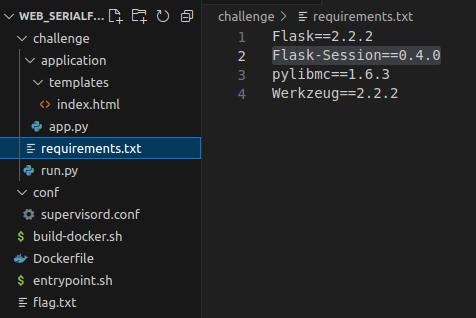 WEB_SERIALF...
challenge
application
templates
index.html
app.py
requirements.txt
run.py
conf
supervisord.conf
build-docker.sh
Dockerfile
entrypoint.sh
flag.txt
challenge > requirements.txt
1 Flask==2.2.2
2 Flask-Session==0.4.0
3 pylibmc==1.6.3
4 Werkzeug==2.2.2